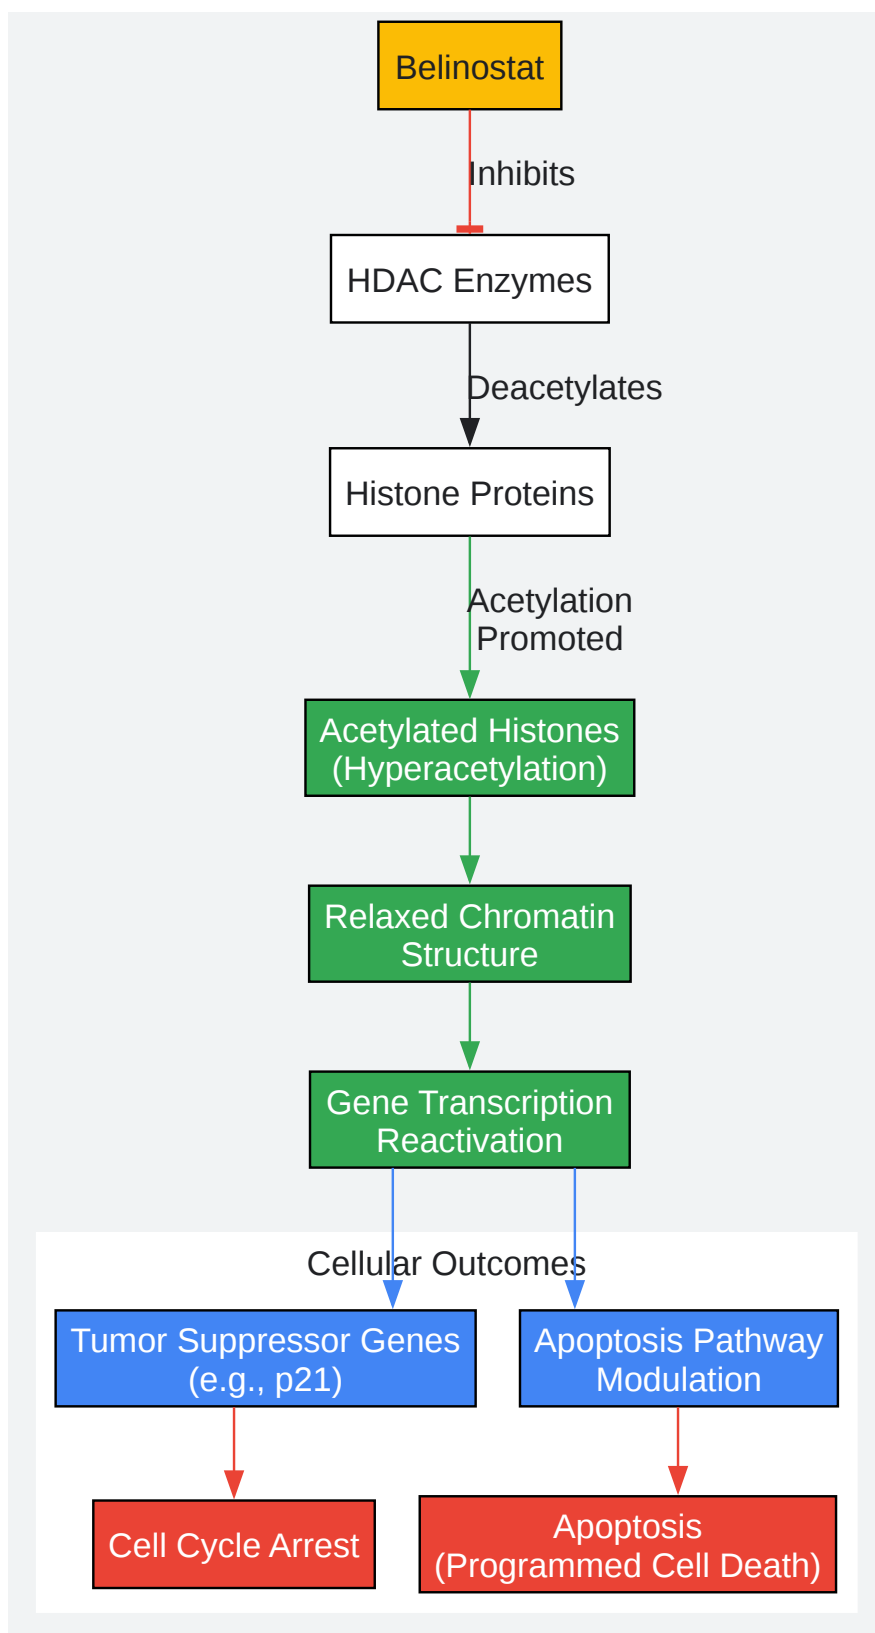 Belinostat
Inhibits
HDAC Enzymes
Deacetylates
Histone Proteins
Acetylation
Promoted
Acetylated Histones
(Hyperacetylation)
Relaxed Chromatin
Structure
Gene Transcription
Reactivation
Cellular Outcomes
Tumor Suppressor Genes
(e.g., p21)
Apoptosis Pathway
Modulation
Cell Cycle Arrest
Apoptosis
(Programmed Cell Death)